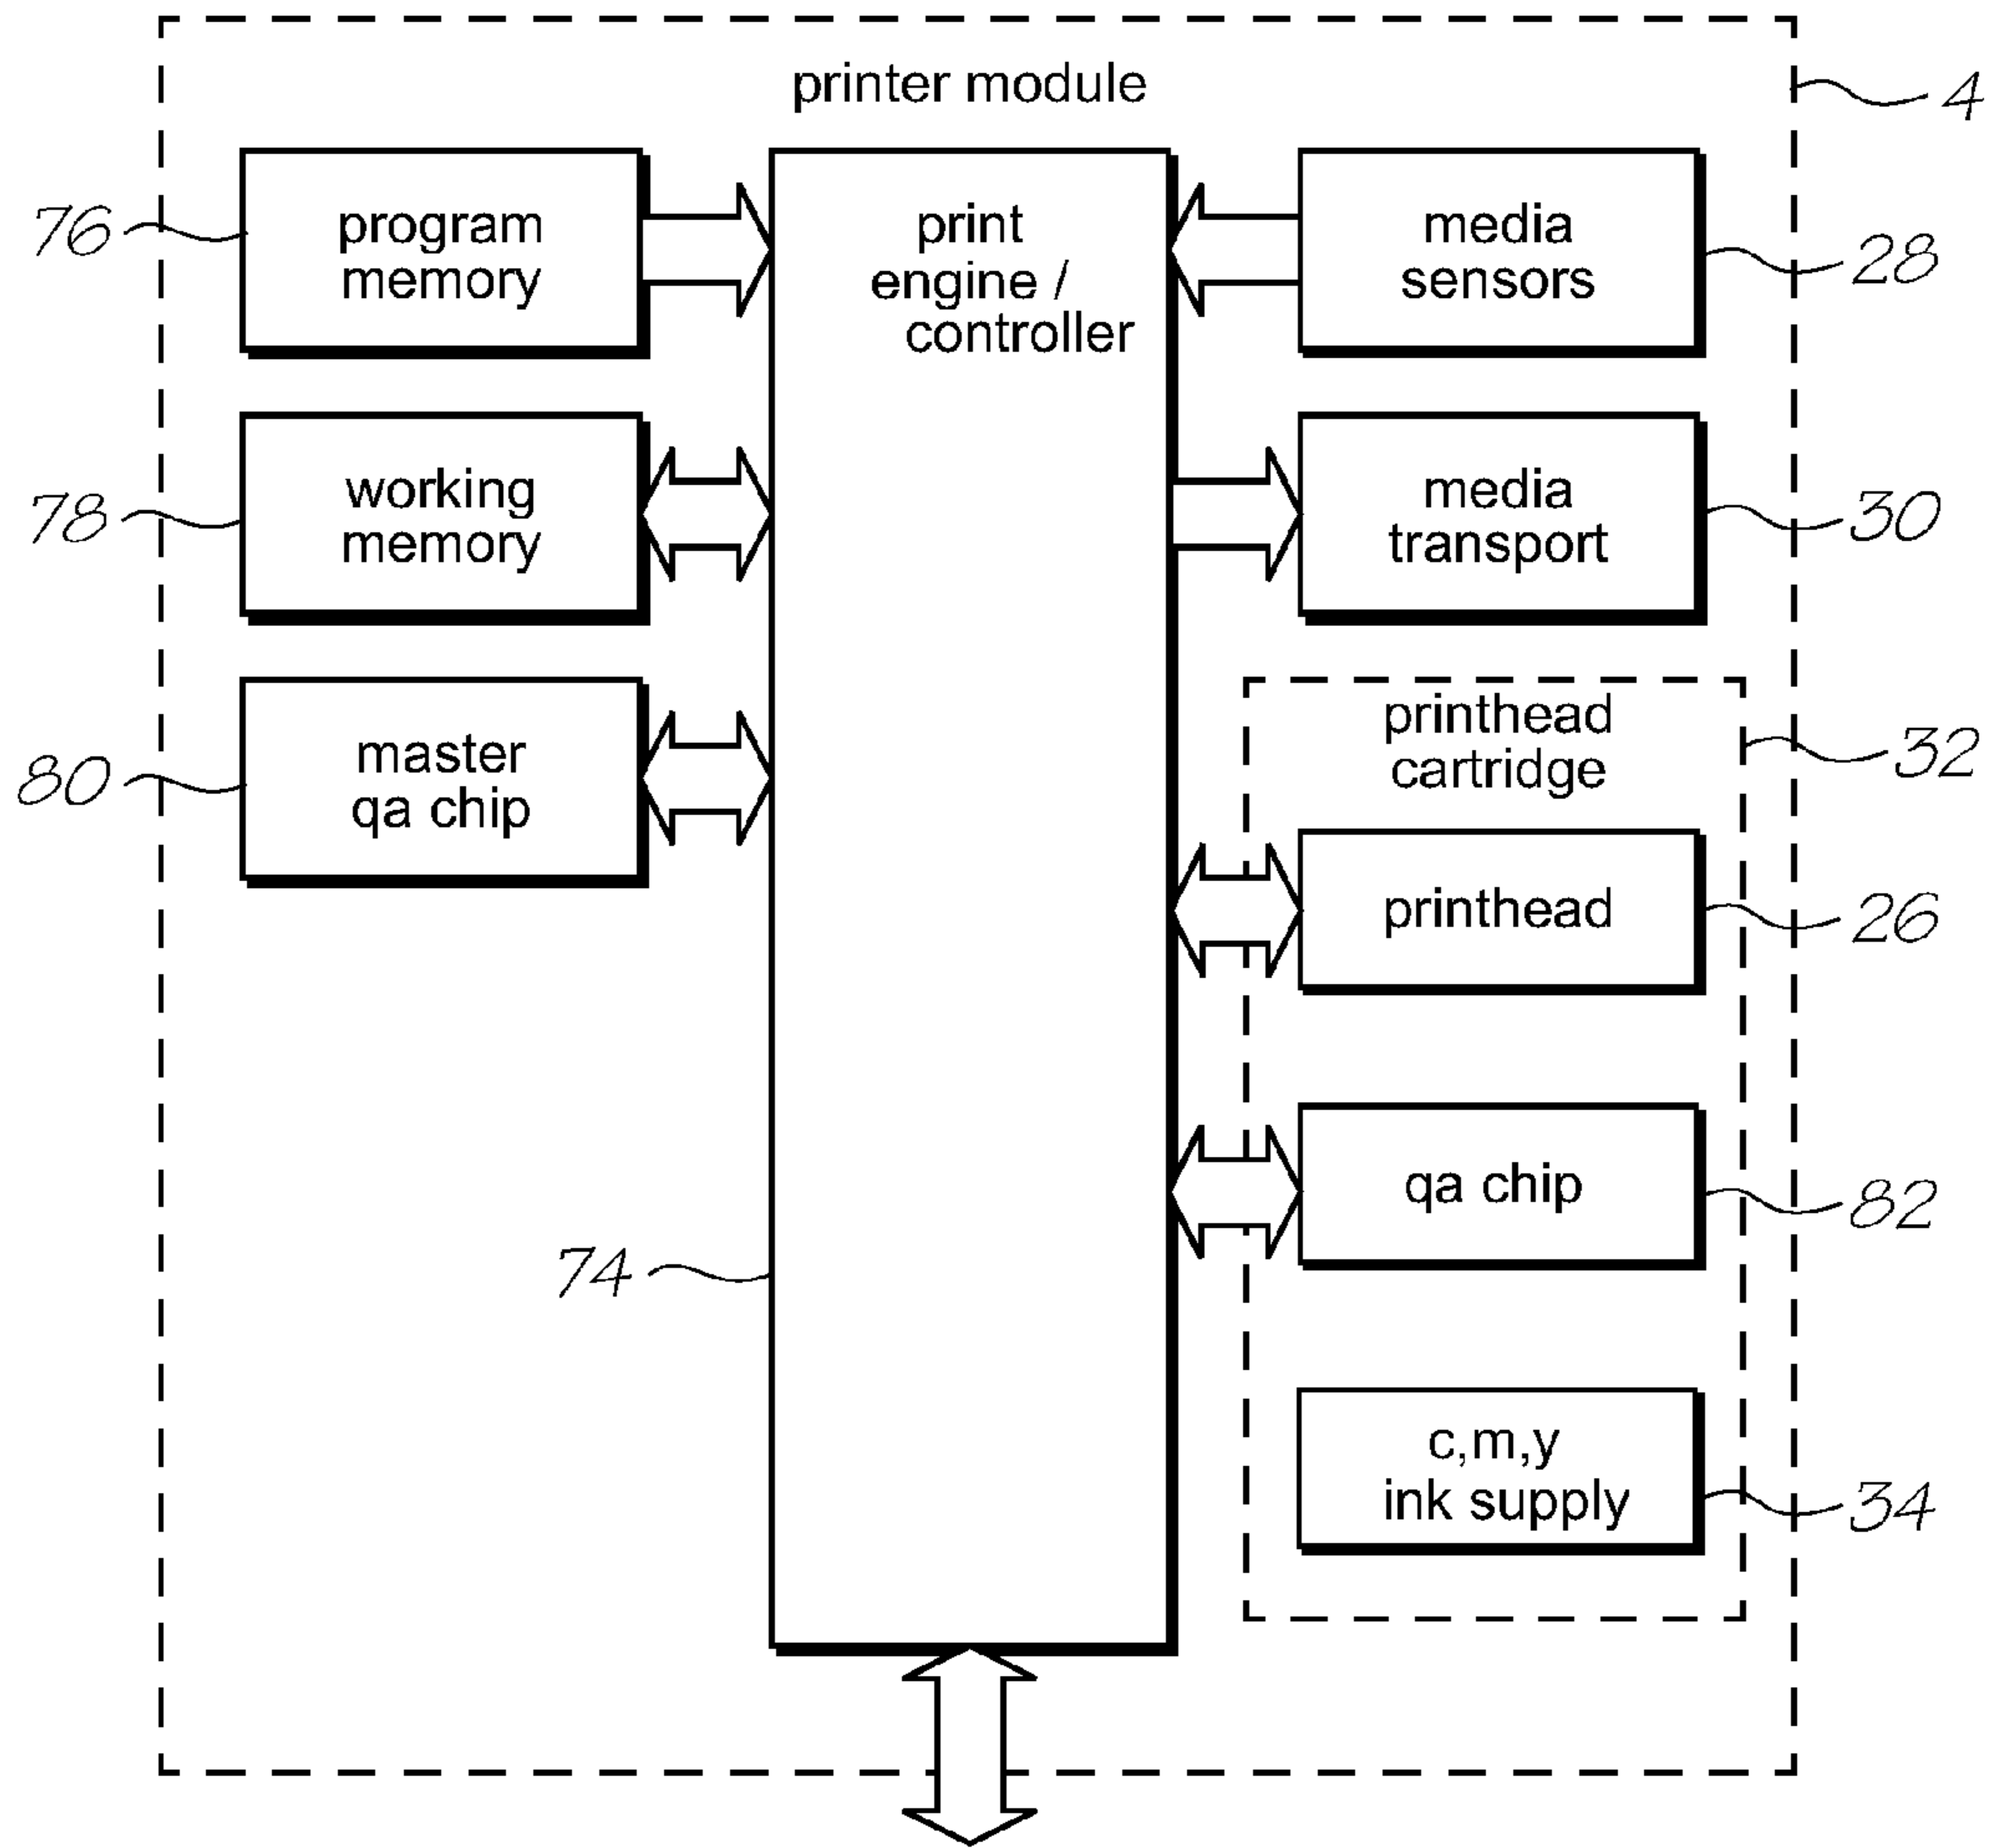 printer module
4
76
program
memory
print
engine /
controller
media
sensors
28
78
working
memory
media
transport
30
80
master
qa chip
printhead
cartridge
32
printhead
26
74
qa chip
82
c,m,y
ink supply
34